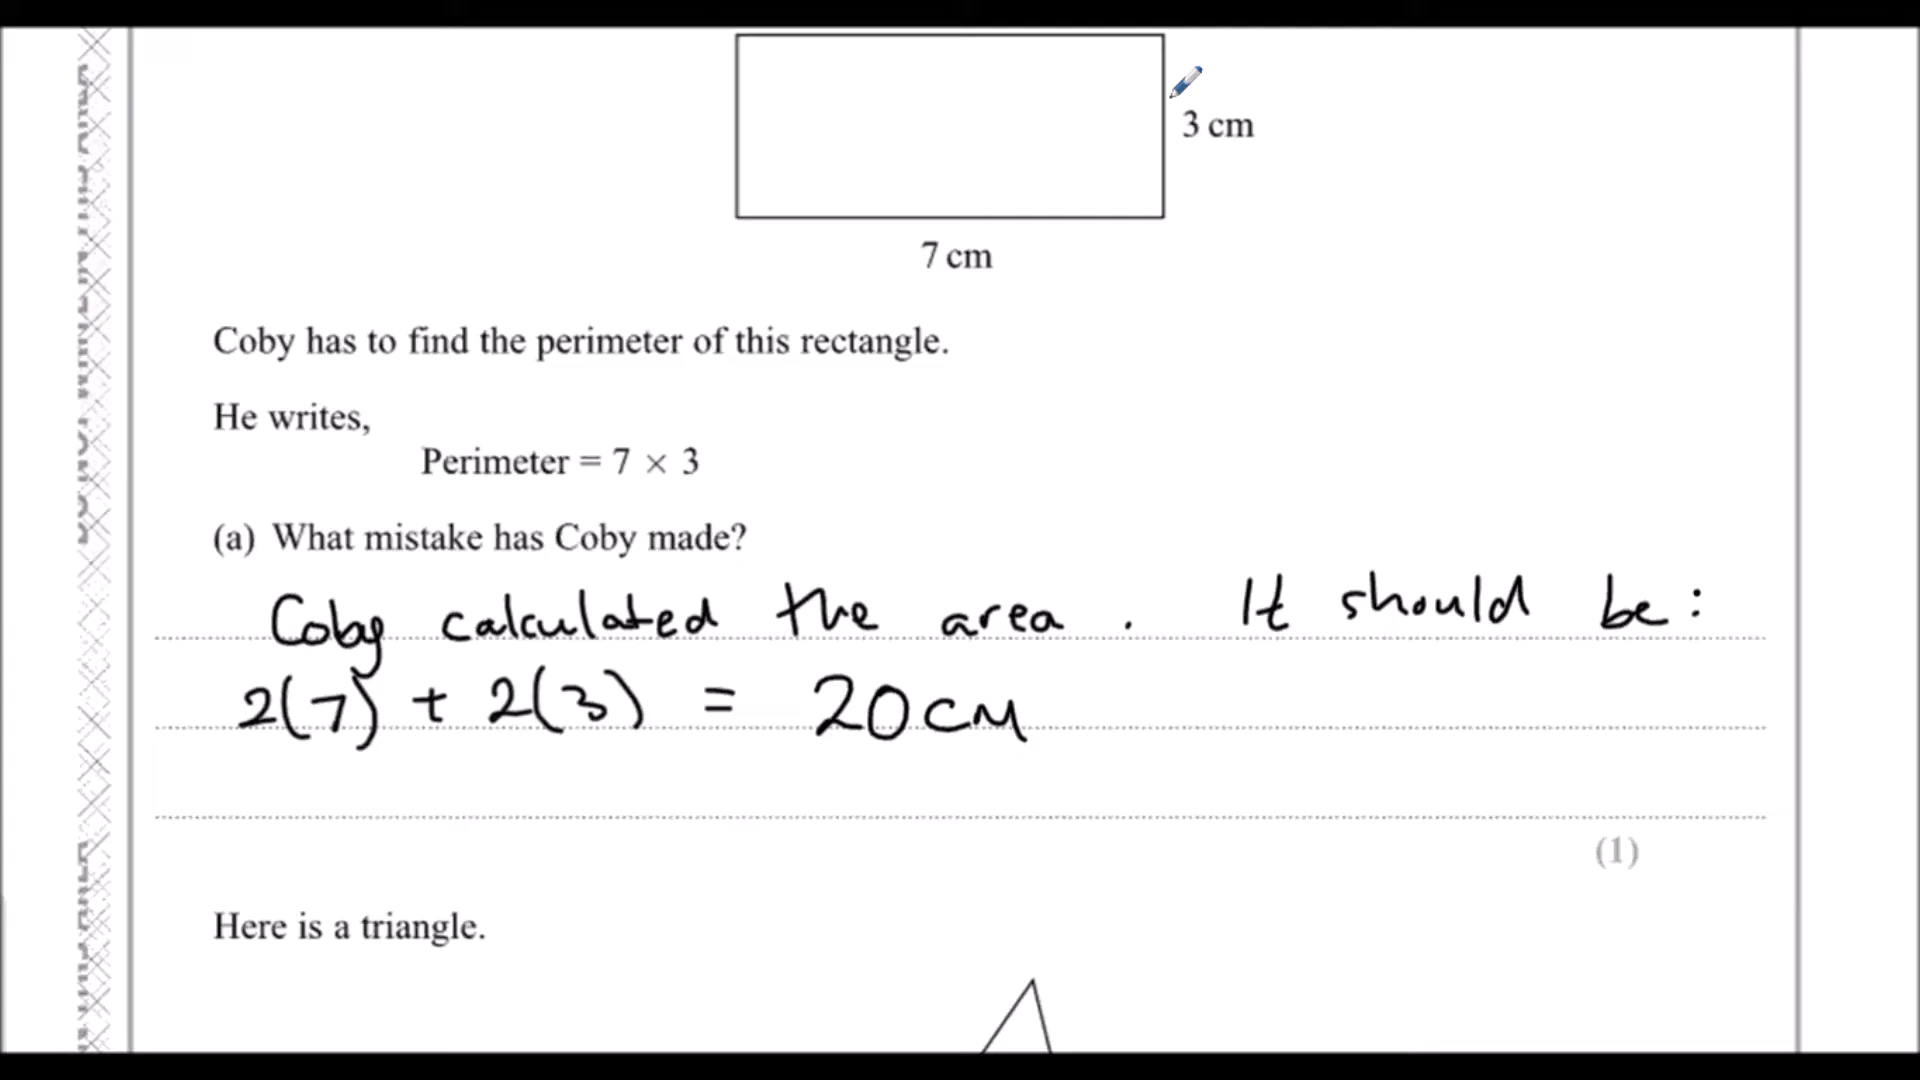 3 cm
7 cm
Coby has to find the perimeter of this rectangle.
He writes,
Perimeter = 7 × 3
(a) What mistake has Coby made?
Coby calculated the area. It should be:
2(7) + 2(3) = 20cm
(1)
Here is a triangle.